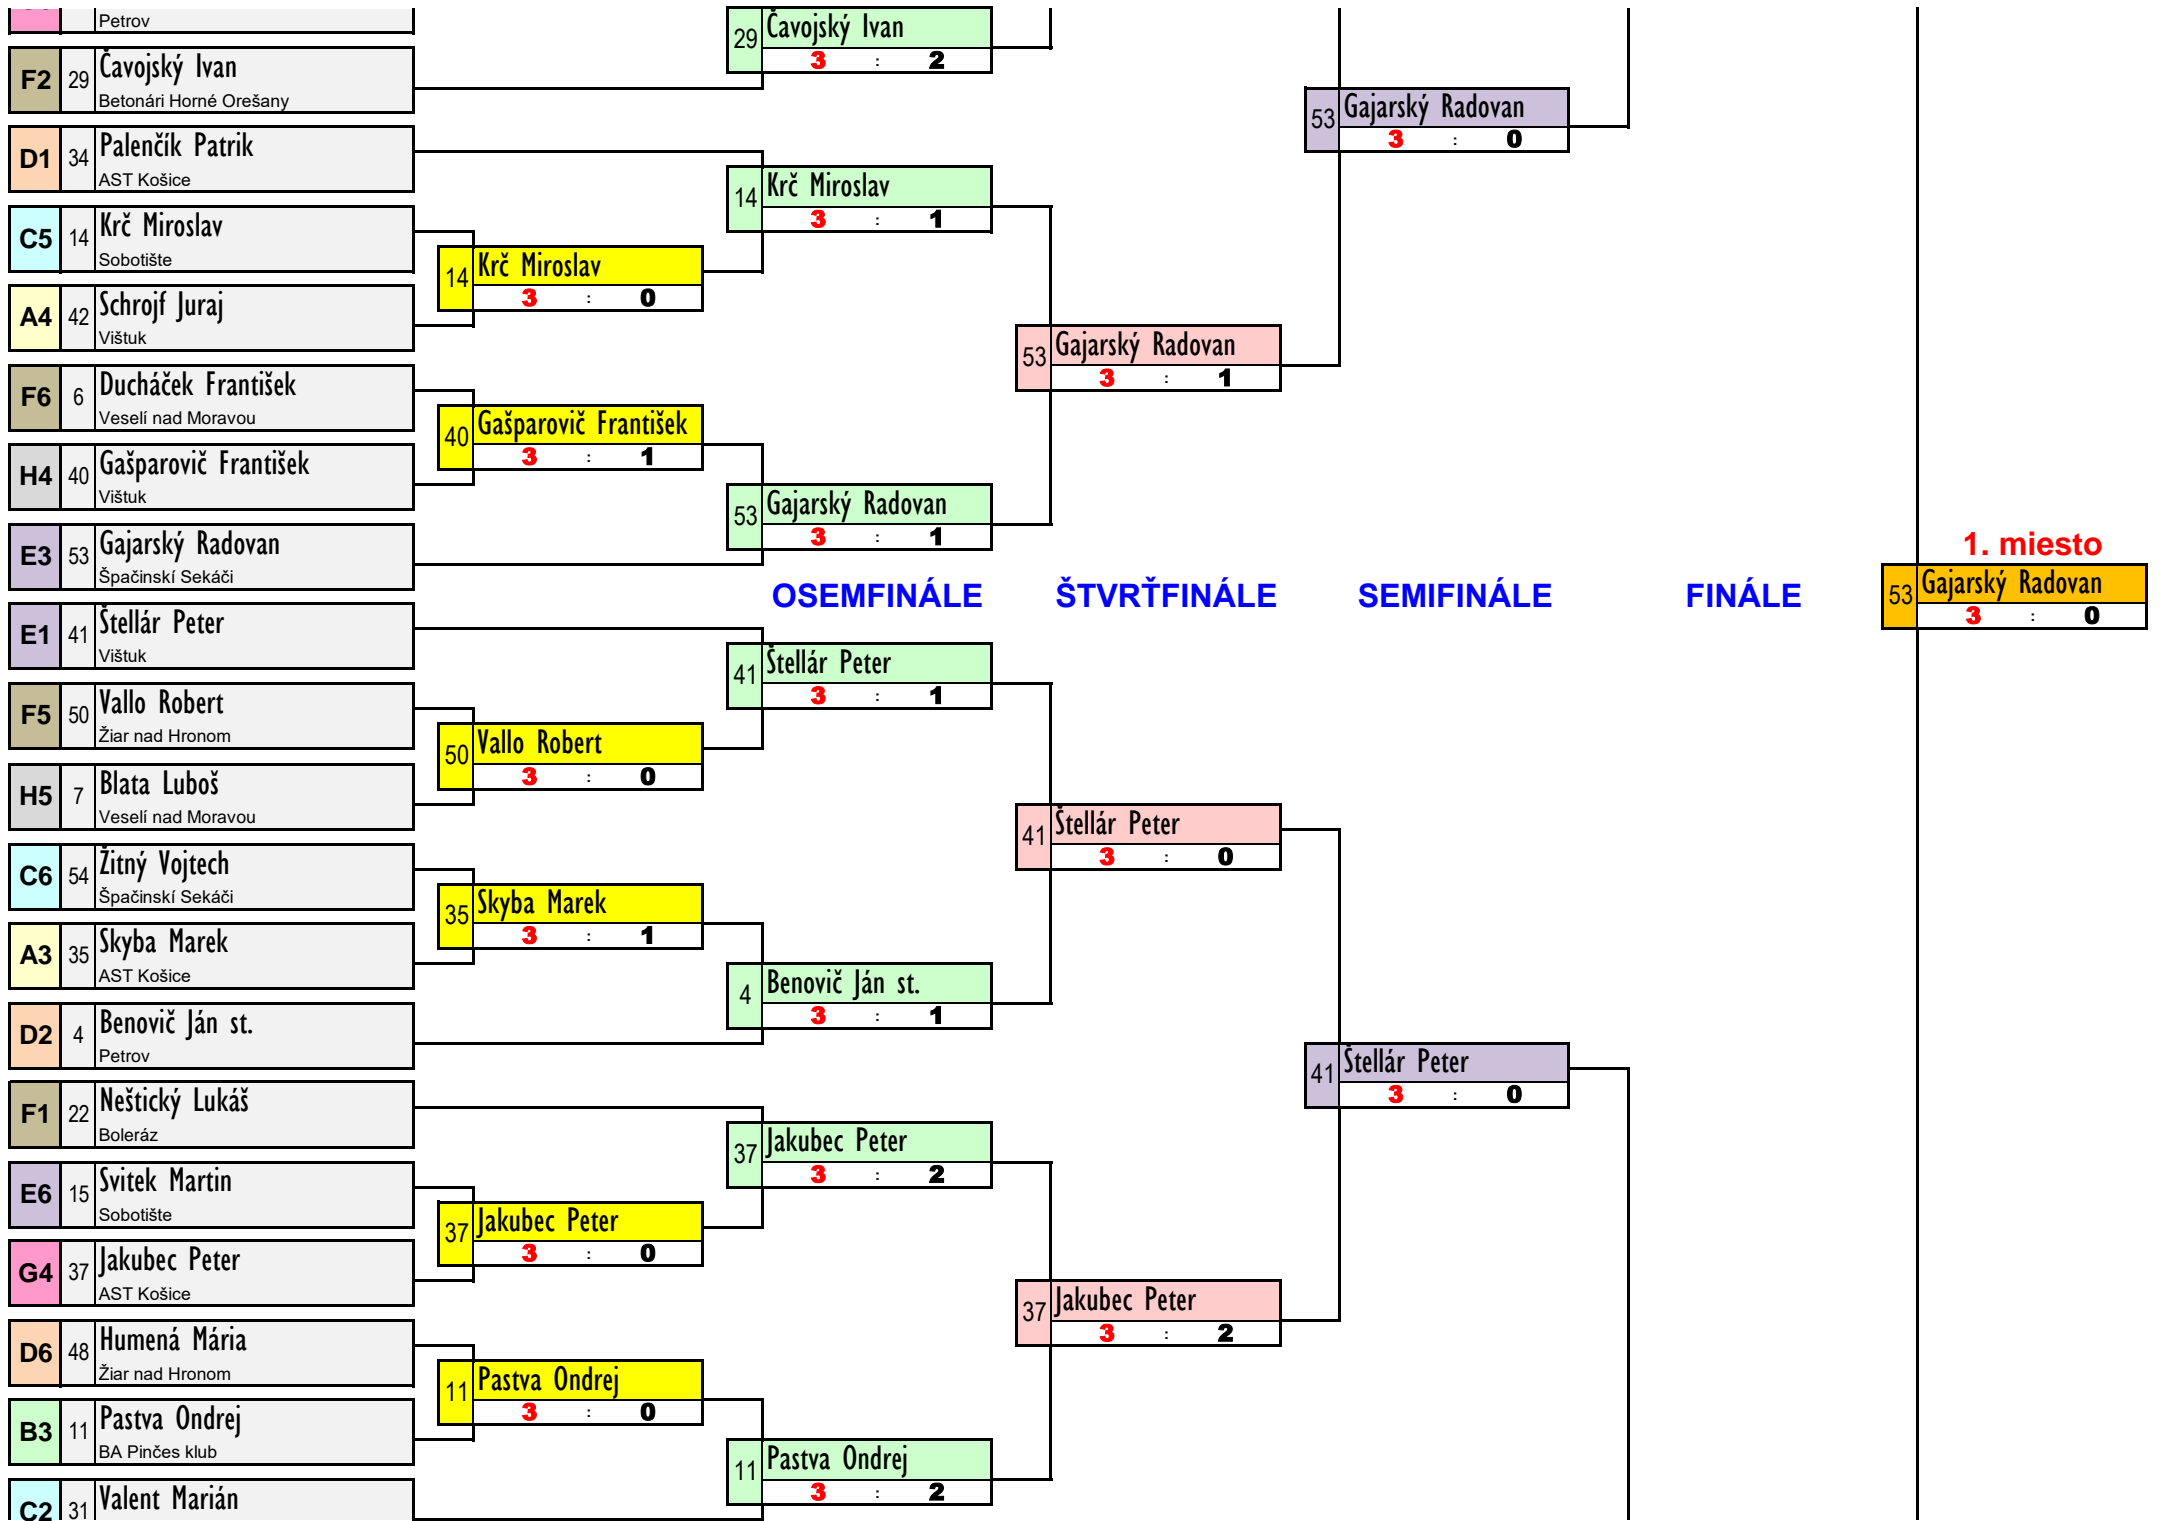 Petrov
F2 29 Čavojský Ivan
Betonári Horné Orešany
D1 34 Palenčík Patrik
AST Košice
C5 14 Krč Miroslav
Sobotište
A4 42 Schrojf Juraj
Vištuk
F6 6 Ducháček František
Veselí nad Moravou
H4 40 Gašparovič František
Vištuk
E3 53 Gajarský Radovan
Špačinskí Sekáči
E1 41 Štellár Peter
Vištuk
F5 50 Vallo Robert
Žiar nad Hronom
H5 7 Blata Luboš
Veselí nad Moravou
C6 54 Žitný Vojtech
Špačinskí Sekáči
A3 35 Skyba Marek
AST Košice
D2 4 Benovič Ján st.
Petrov
F1 22 Neštický Lukáš
Boleráz
E6 15 Svitek Martin
Sobotište
G4 37 Jakubec Peter
AST Košice
D6 48 Humená Mária
Žiar nad Hronom
B3 11 Pastva Ondrej
BA Pinčes klub
C2 31 Valent Marián
14 Krč Miroslav
3 : 0
40 Gašparovič František
3 : 1
50 Vallo Robert
3 : 0
35 Skyba Marek
3 : 1
37 Jakubec Peter
3 : 0
11 Pastva Ondrej
3 : 0
29 Čavojský Ivan
3 : 2
14 Krč Miroslav
3 : 1
53 Gajarský Radovan
3 : 1
OSEMFINÁLE ŠTVRŤFINÁLE SEMIFINÁLE FINÁLE
41 Štellár Peter
3 : 1
4 Benovič Ján st.
3 : 1
37 Jakubec Peter
3 : 2
11 Pastva Ondrej
3 : 2
53 Gajarský Radovan
3 : 1
41 Štellár Peter
3 : 0
37 Jakubec Peter
3 : 2
53 Gajarský Radovan
3 : 0
41 Štellár Peter
3 : 0
1. miesto
53 Gajarský Radovan
3 : 0